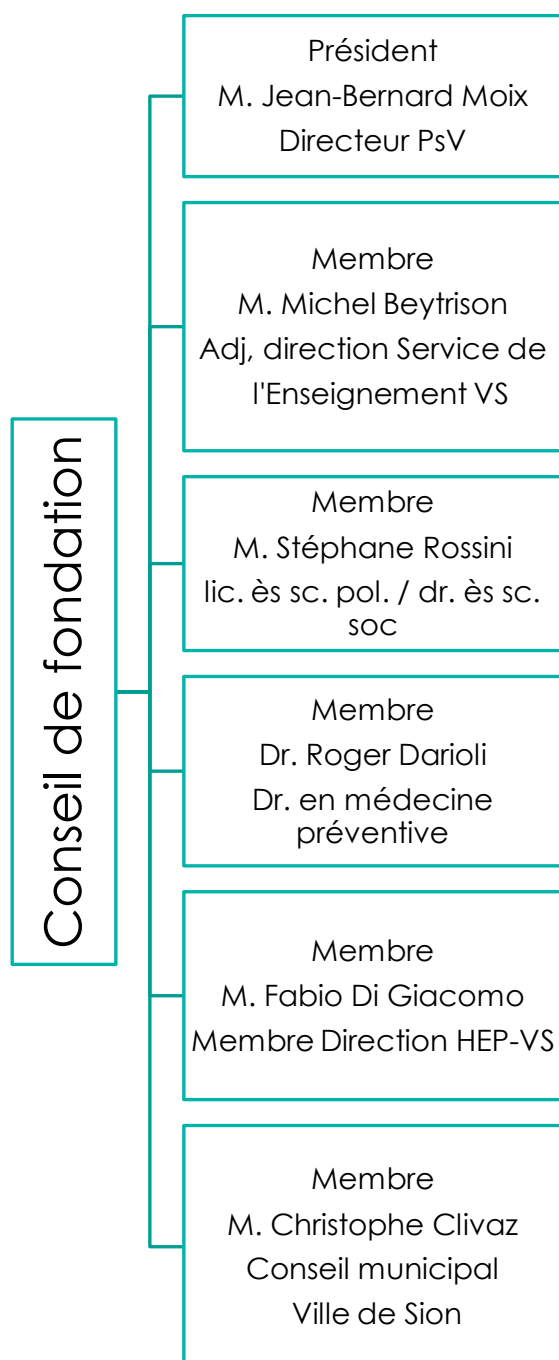 Conseil de fondation
Président
M. Jean-Bernard Moix
Directeur PsV
Membre
M. Michel Beytrison
Adj, direction Service de
l'Enseignement VS
Membre
M. Stéphane Rossini
lic. ès sc. pol. / dr. ès sc.
soc
Membre
Dr. Roger Darioli
Dr. en médecine
préventive
Membre
M. Fabio Di Giacomo
Membre Direction HEP-VS
Membre
M. Christophe Clivaz
Conseil municipal
Ville de Sion